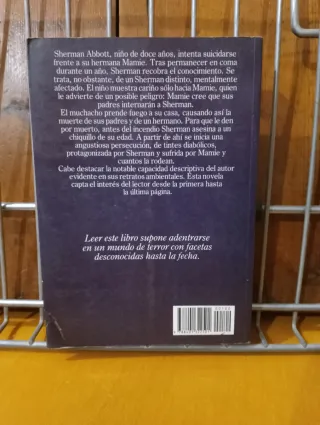 Sherman Abbott, niño de doce años, intenta suicidarse
frente a su hermana Mamie. Tras permanecer en coma
durante un año, Sherman recobra el conocimiento. Se
trata, no obstante, de un Sherman distinto, mentalmente
afectado. El niño muestra cariño sólo hacia Mamie, quien
le advierte de un posible peligro: Mamie cree que sus
padres internarán a Sherman.
El muchacho prende fuego a su casa, causando así la
muerte de sus padres y de un hermano. Para que le den
por muerto, antes del incendio Sherman asesina a un
chiquillo de su edad. A partir de ahí se inicia una
angustiosa persecución, de tintes diabólicos,
protagonizada por Sherman y sufrida por Mamie y
cuantos la rodean.
Cabe destacar la notable capacidad descriptiva del autor
evidente en sus retratos ambientales. Esta novela
capta el interés del lector desde la primera hasta
la última página.
Leer este libro supone adentrarse
en un mundo de terror con facetas
desconocidas hasta la fecha.